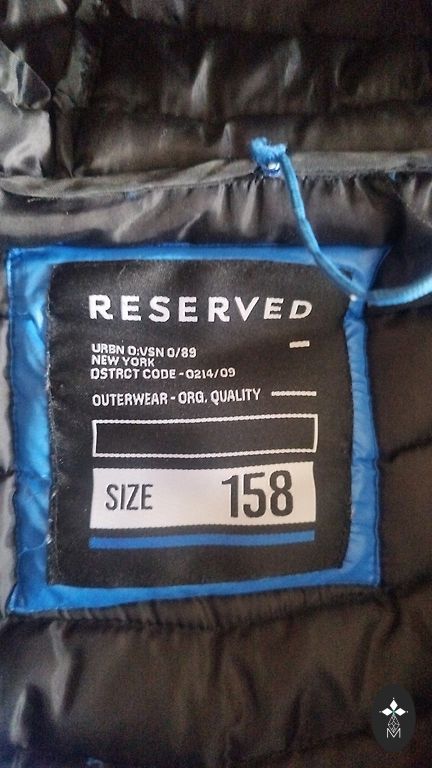 RESERVED
URBN D:VSN 0/89
NEW YORK
DSTRCT CODE - 0214/09
OUTERWEAR - ORG. QUALITY
SIZE 158
M